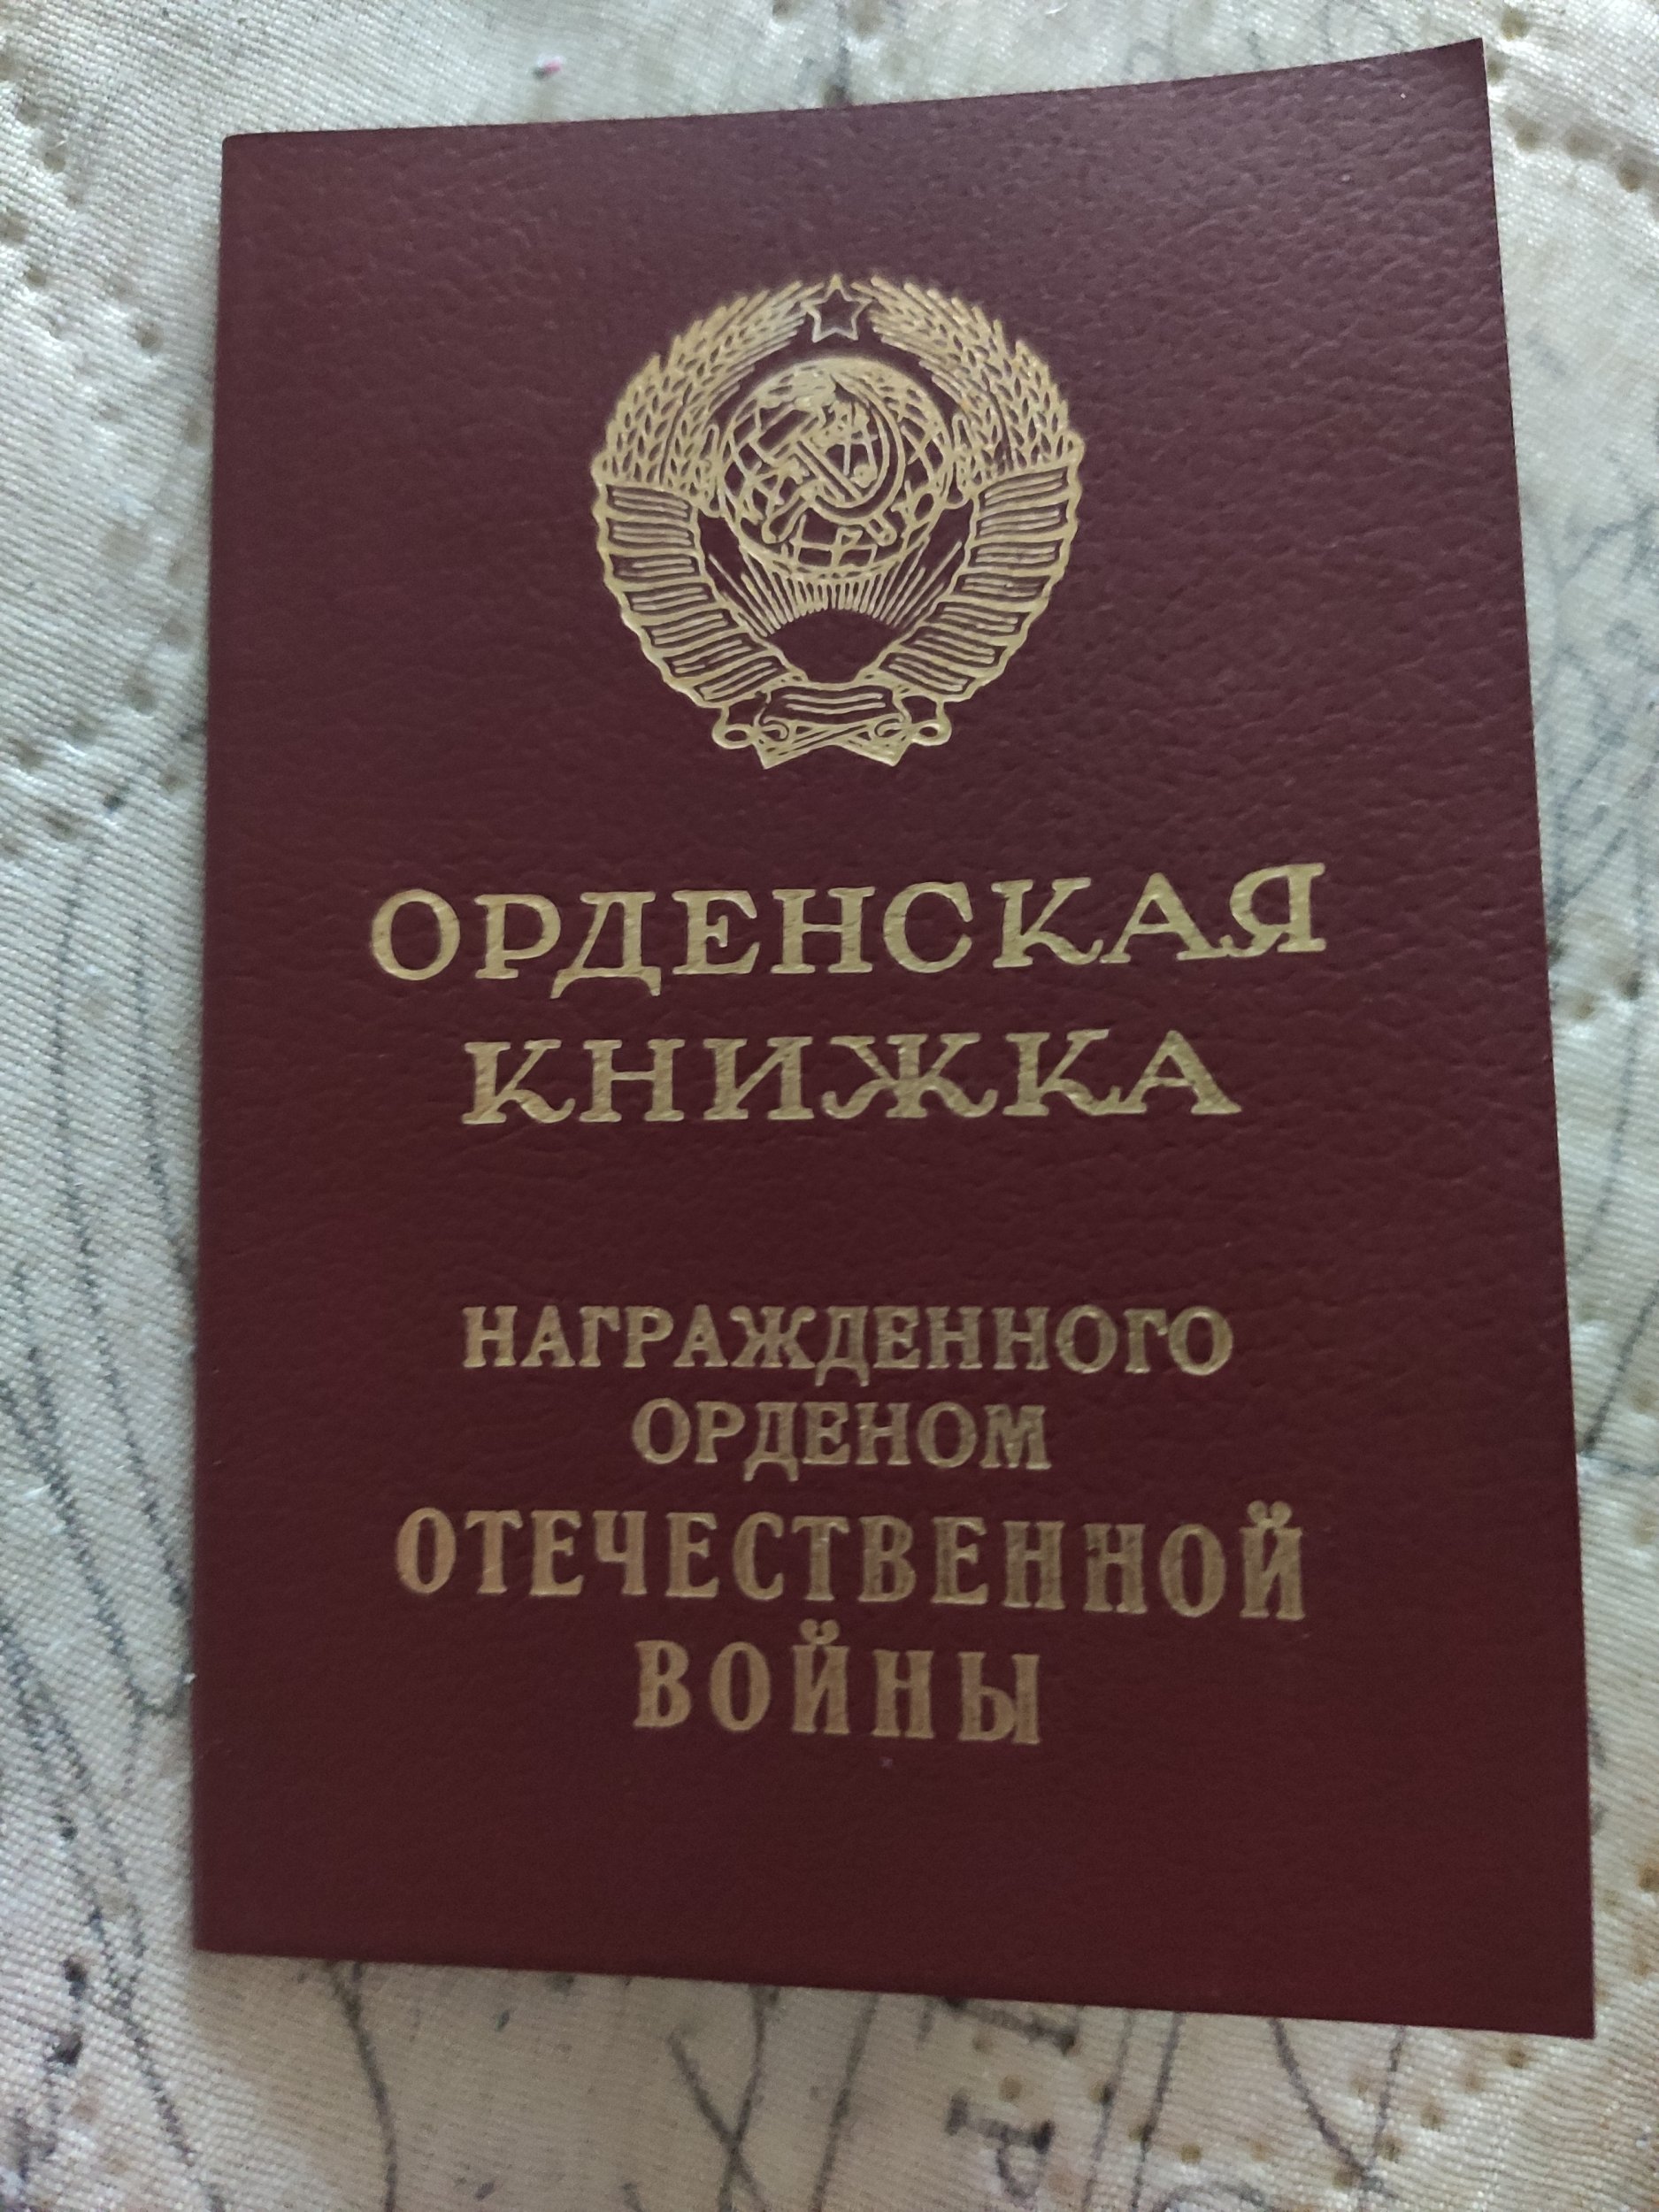 ОРДЕНСКАЯ
КНИЖКА
НАГРАЖДЕННОГО
ОРДЕНОМ
ОТЕЧЕСТВЕННОЙ
ВОЙНЫ